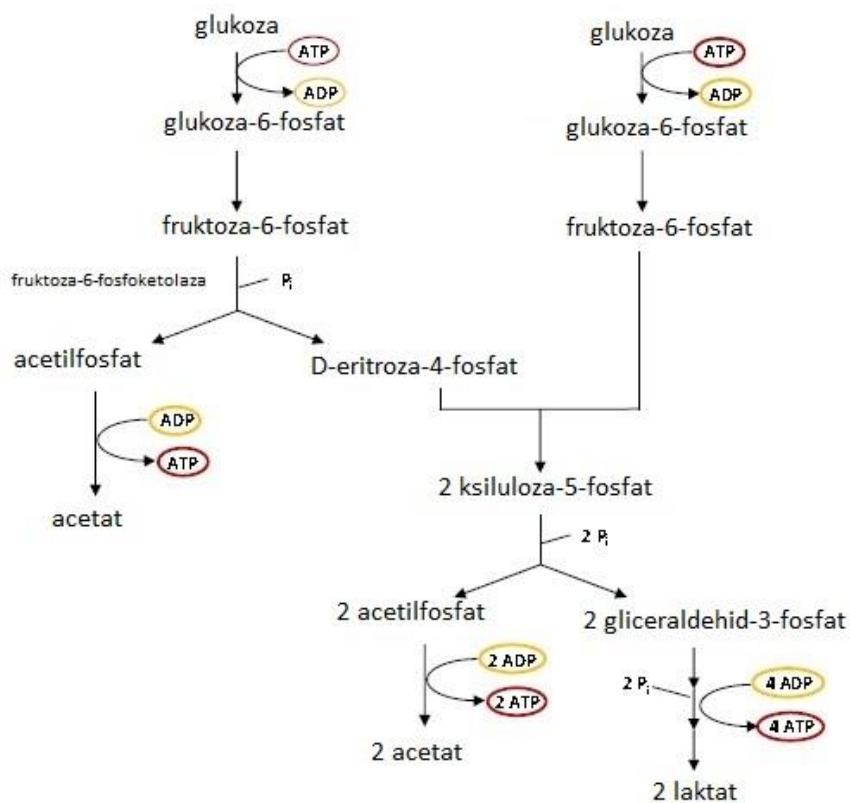 glukoza
ATP
ADP
glukoza-6-fosfat
fruktoza-6-fosfat
fruktoza-6-fosfoketolaza
Pi
acetilfosfat
D-eritroza-4-fosfat
ADP
ATP
acetat
glukoza
ATP
ADP
glukoza-6-fosfat
fruktoza-6-fosfat
2 ksiluloza-5-fosfat
2 Pi
2 acetilfosfat
2 gliceraldehid-3-fosfat
2 ADP
2 ATP
2 acetat
2 Pi
4 ADP
4 ATP
2 laktat